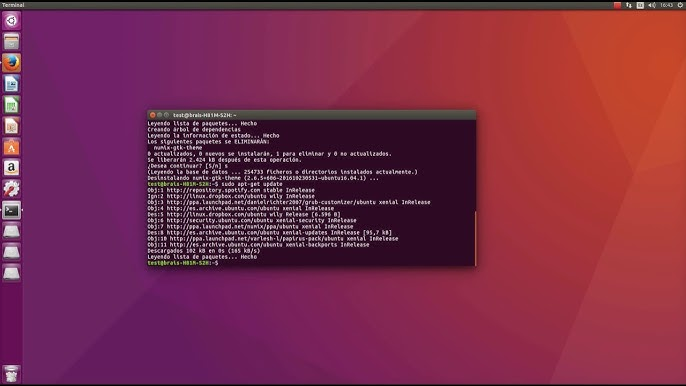 Terminal
16:43
test@brais-H81M-S2H: ~
Leyendo lista de paquetes... Hecho
Creando árbol de dependencias
Leyendo la información de estado... Hecho
Los siguientes paquetes se ELIMINARÁN:
numix-gtk-theme
0 actualizados, 0 nuevos se instalarán, 1 para eliminar y 0 no actualizados.
Se liberarán 2.424 kB después de esta operación.
¿Desea continuar? [S/n] s
(Leyendo la base de datos ... 254733 ficheros o directorios instalados actualmente.)
Desinstalando numix-gtk-theme (2.6.5+606~20161023053
1~ubuntu16.04.1) ...
test@brais-H81M-S2H:~$ sudo apt-get update
Obj:1 http://repository.spotify.com stable InRelease
Ign:2 http://linux.dropbox.com/ubuntu wily InRelease
Obj:3 http://ppa.launchpad.net/danielrichter2007/grub-customizer/ubuntu xenial InRelease
Obj:4 http://es.archive.ubuntu.com/ubuntu xenial InRelease
Obj:5 http://linux.dropbox.com/ubuntu wily Release [6.596 B]
Obj:6 http://security.ubuntu.com/ubuntu xenial-security InRelease
Obj:7 http://ppa.launchpad.net/numix/ppa/ubuntu xenial InRelease
Des:8 http://es.archive.ubuntu.com/ubuntu xenial-updates InRelease [95,7 kB]
Obj:10 http://ppa.launchpad.net/varlesh-l/papirus-pack/ubuntu xenial InRelease
Obj:11 http://es.archive.ubuntu.com/ubuntu xenial-backports InRelease
Descargados 102 kB en 0s (165 kB/s)
Leyendo lista de paquetes... Hecho
test@brais-H81M-S2H:~$